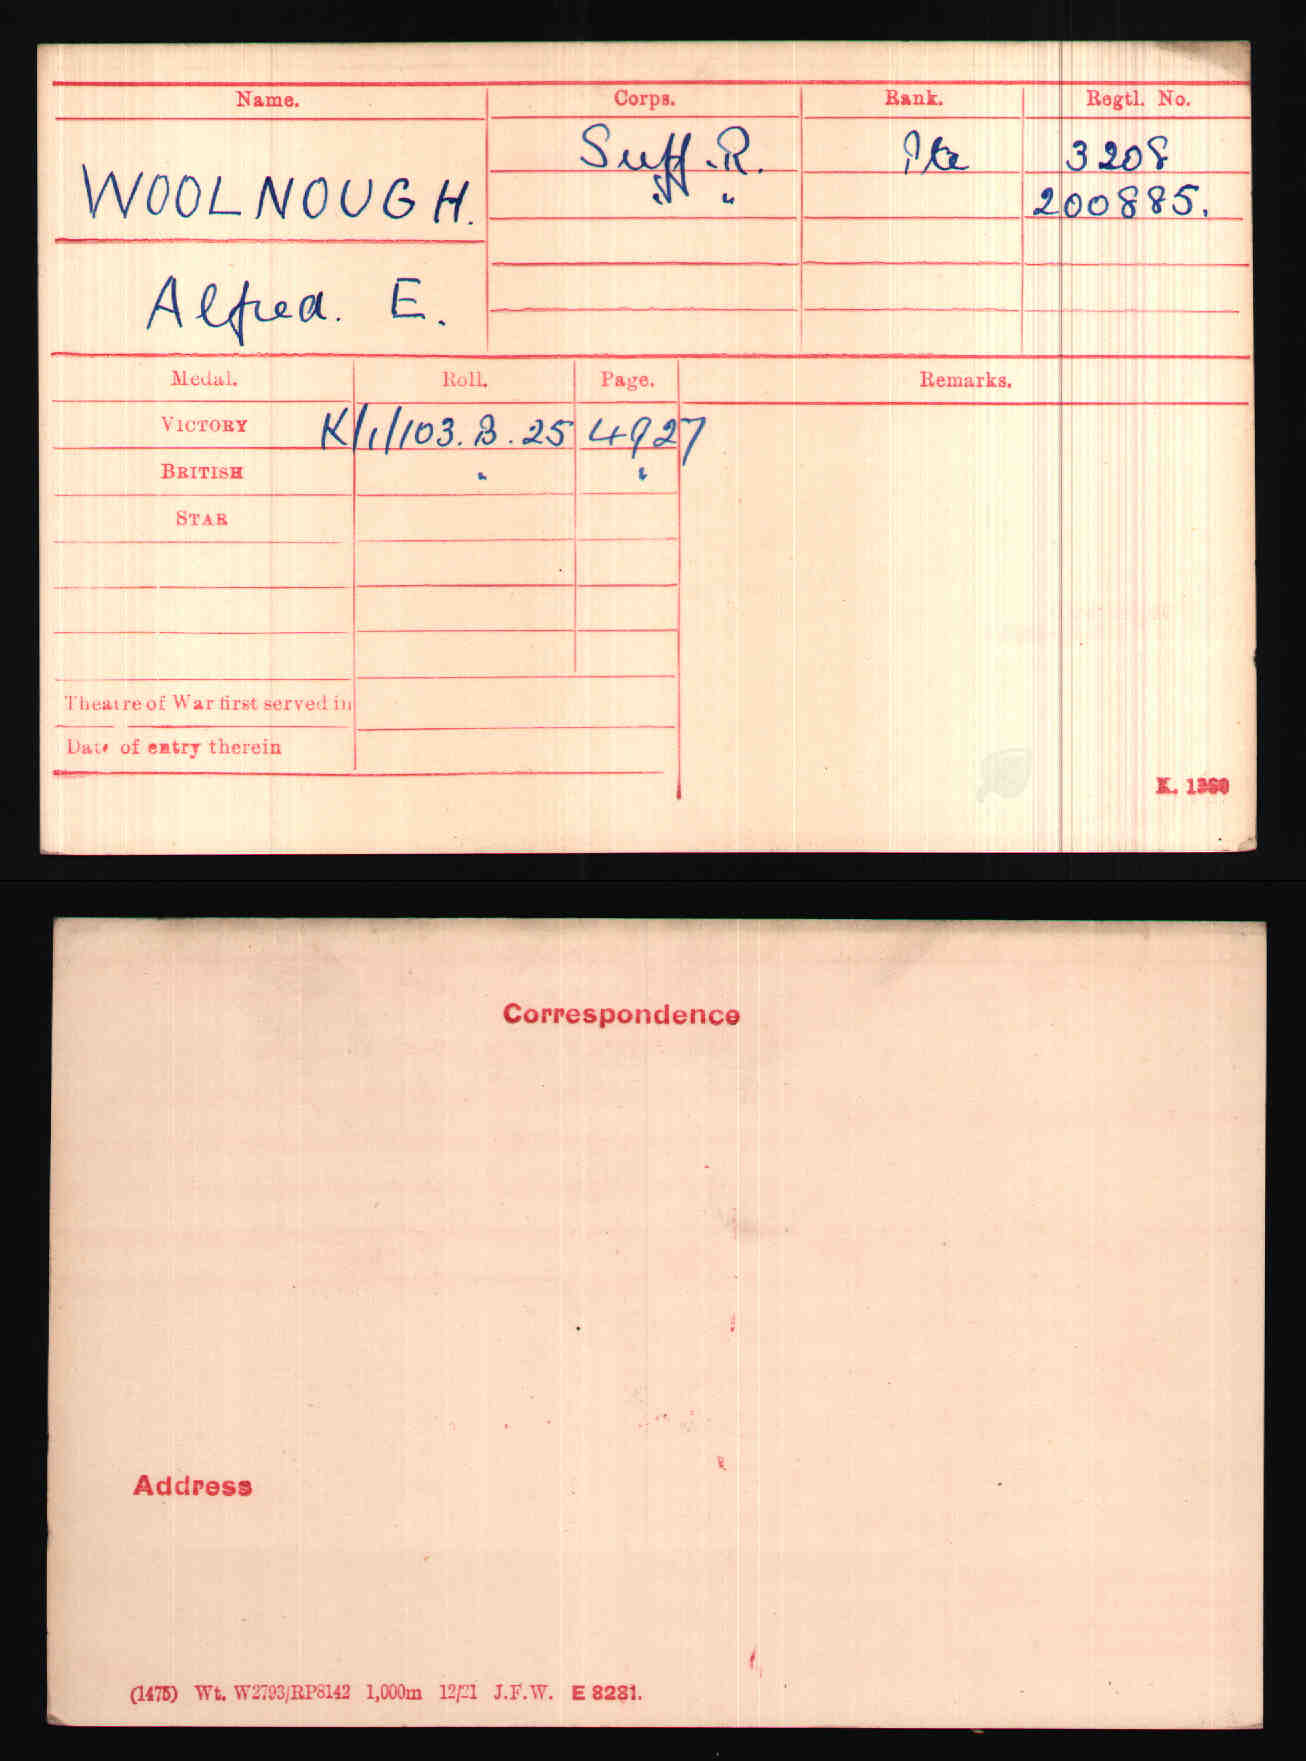 Name. Corps. Rank. Regtl. No.
WOOLNOUGH. Suff. R. Pte 3208
" " 200885.
Alfred. E.
Medal. Roll. Page. Remarks.
VICTORY K/1/103.B.25 4927
BRITISH " "
STAR
Theatre of War first served in
Date of entry therein
K. 1380
Correspondence
Address
(1475) Wt. W2793/RP8142 1,000m 12/21 J.F.W. E 8281.